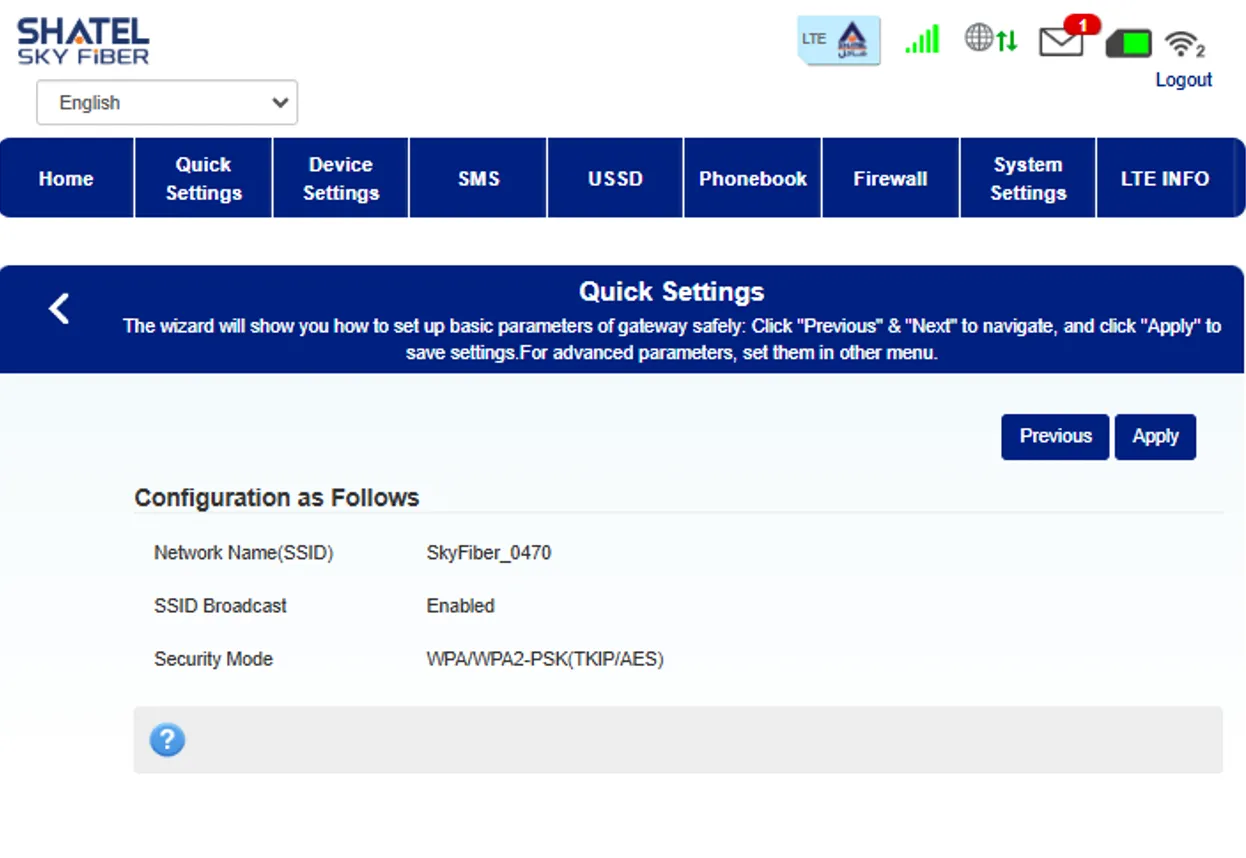 SHATEL
SKY FiBER
LTE
1
2
Logout
English
Home
Quick
Settings
Device
Settings
SMS
USSD
Phonebook
Firewall
System
Settings
LTE INFO
Quick Settings
The wizard will show you how to set up basic parameters of gateway safely: Click "Previous" & "Next" to navigate, and click "Apply" to
save settings.For advanced parameters, set them in other menu.
Previous
Apply
Configuration as Follows
Network Name(SSID) SkyFiber_0470
SSID Broadcast Enabled
Security Mode WPA/WPA2-PSK(TKIP/AES)
?